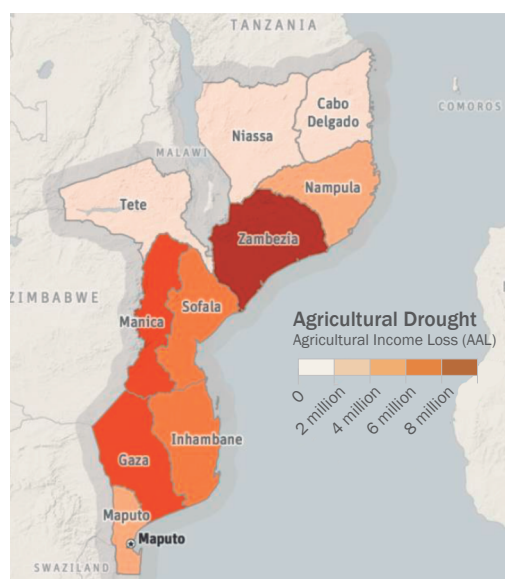 TANZANIA
COMOROS
Cabo
Delgado
Niassa
MALAWI
Nampula
Tete
Zambezia
ZIMBABWE
Sofala
Manica
Agricultural Drought
Agricultural Income Loss (AAL)
0
2 million
4 million
6 million
8 million
Inhambane
Gaza
Maputo
Maputo
SWAZILAND